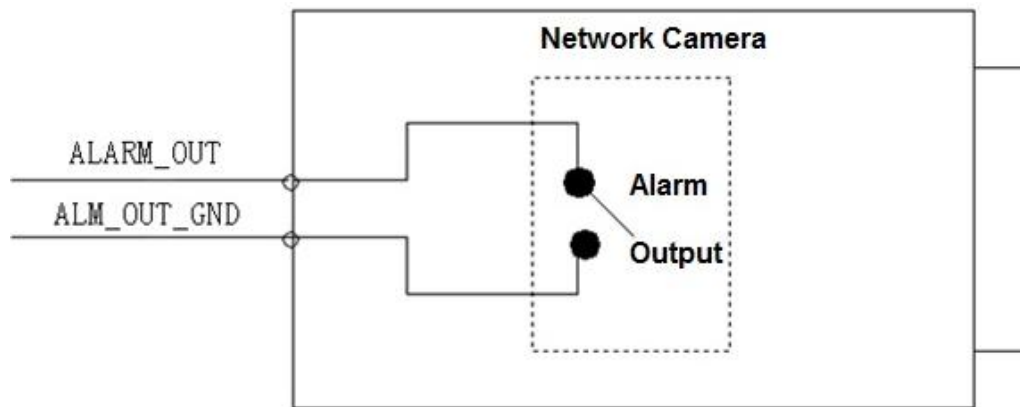 Network Camera
ALARM_OUT
Alarm
ALM_OUT_GND
Output